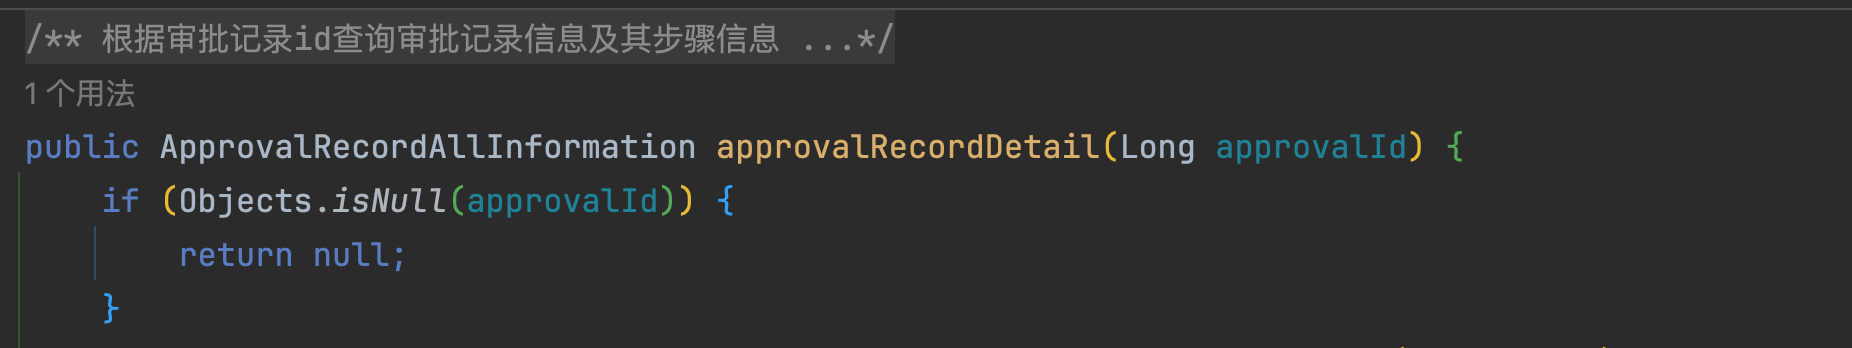 /** 根据审批记录id查询审批记录信息及其步骤信息 ...*/
1个用法
public ApprovalRecordAllInformation approvalRecordDetail(Long approvalId) {
    if (Objects.isNull(approvalId)) {
        return null;
    }